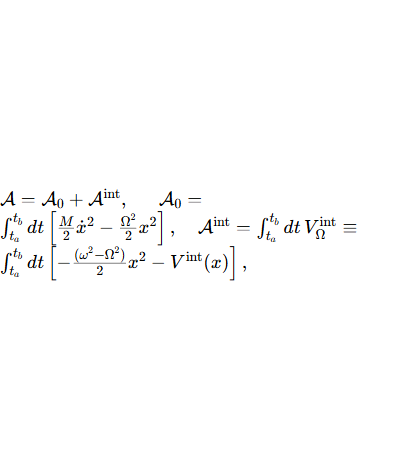 𝒜 = 𝒜₀ + 𝒜^int,  𝒜₀ =
∫_{t_a}^{t_b} dt [ M/2 ẋ² − Ω²/2 x² ] ,  𝒜^int = ∫_{t_a}^{t_b} dt V_Ω^int ≡
∫_{t_a}^{t_b} dt [ − (ω²−Ω²)/2 x² − V^int(x) ] ,